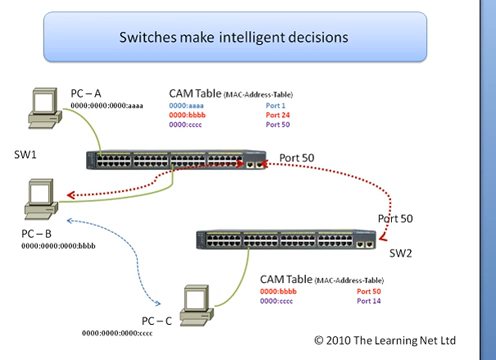 Switches make intelligent decisions
PC – A
0000:0000:0000:aaaa
CAM Table (MAC-Address-Table)
0000:aaaa Port 1
0000:bbbb Port 24
0000:cccc Port 50
SW1
Port 50
PC – B
0000:0000:0000:bbbb
Port 50
SW2
CAM Table (MAC-Address-Table)
0000:bbbb Port 50
0000:cccc Port 14
PC – C
0000:0000:0000:cccc
© 2010 The Learning Net Ltd